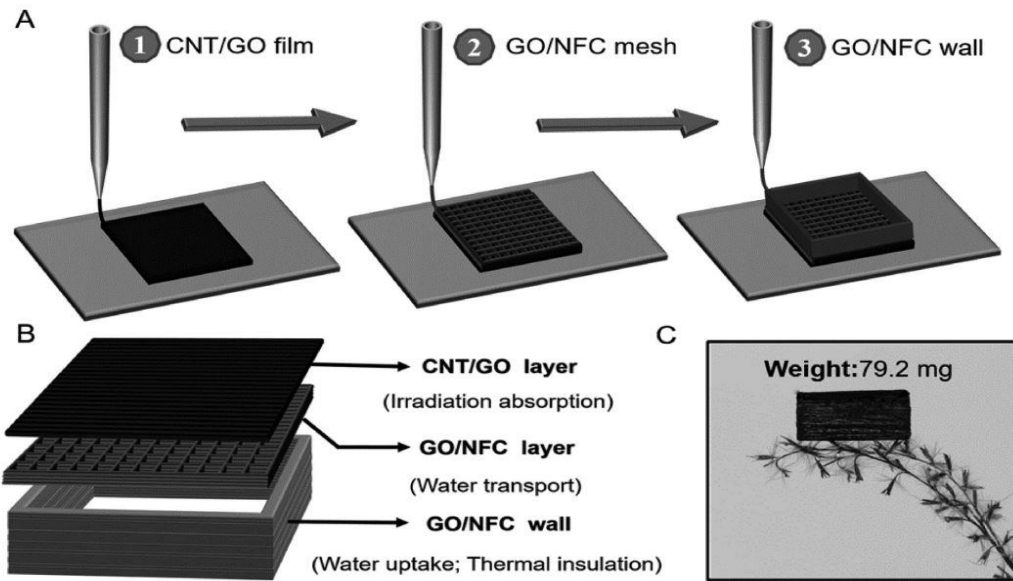 A
1 CNT/GO film
2 GO/NFC mesh
3 GO/NFC wall
B
CNT/GO layer
(Irradiation absorption)
GO/NFC layer
(Water transport)
GO/NFC wall
(Water uptake; Thermal insulation)
C
Weight:79.2 mg